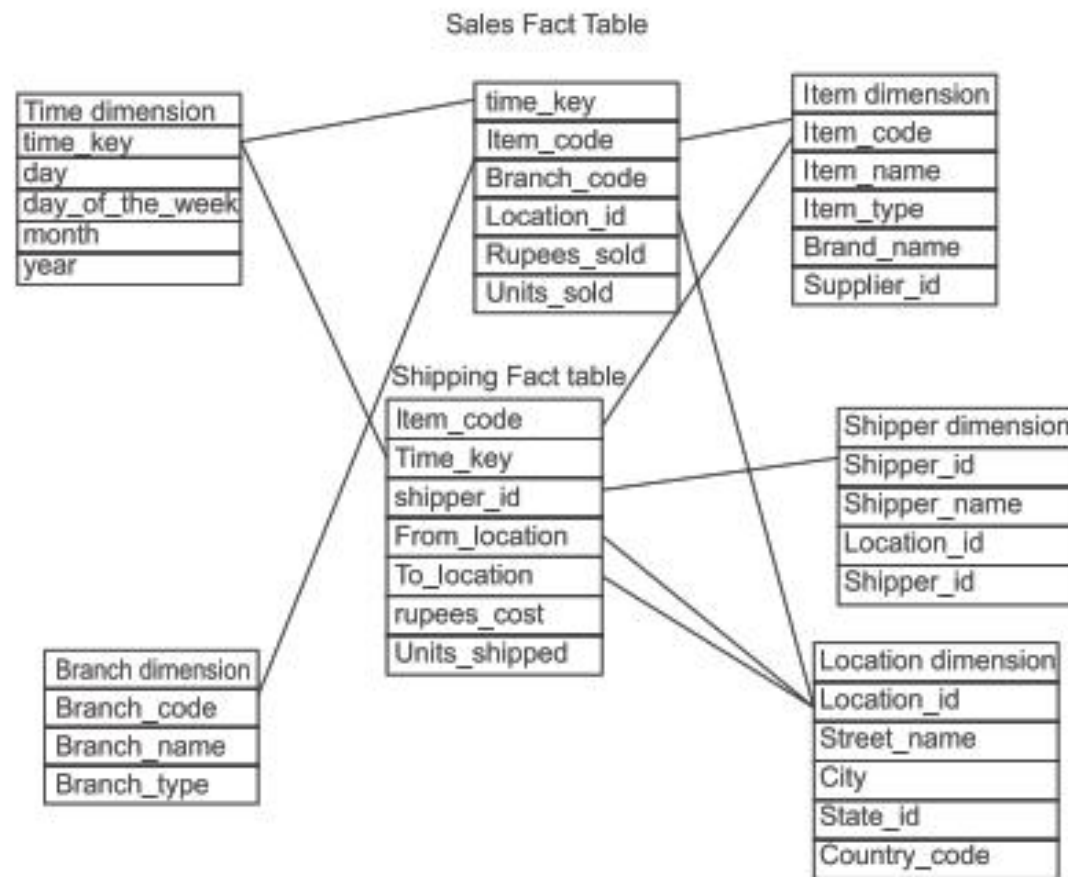 Sales Fact Table
Time dimension
time_key
day
day_of_the_week
month
year
time_key
Item_code
Branch_code
Location_id
Rupees_sold
Units_sold
Item dimension
Item_code
Item_name
Item_type
Brand_name
Supplier_id
Shipping Fact table
Item_code
Time_key
shipper_id
From_location
To_location
rupees_cost
Units_shipped
Shipper dimension
Shipper_id
Shipper_name
Location_id
Shipper_id
Branch dimension
Branch_code
Branch_name
Branch_type
Location dimension
Location_id
Street_name
City
State_id
Country_code